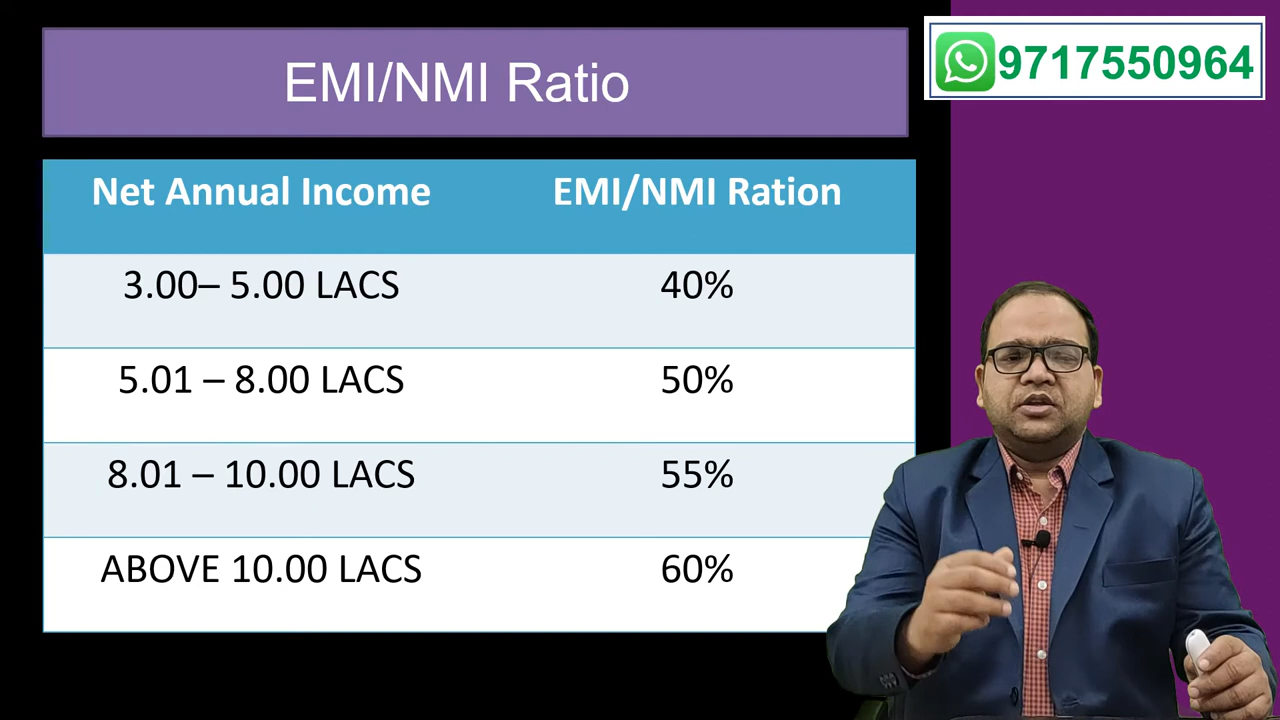 EMI/NMI Ratio
9717550964
Net Annual Income EMI/NMI Ration
3.00– 5.00 LACS 40%
5.01 – 8.00 LACS 50%
8.01 – 10.00 LACS 55%
ABOVE 10.00 LACS 60%